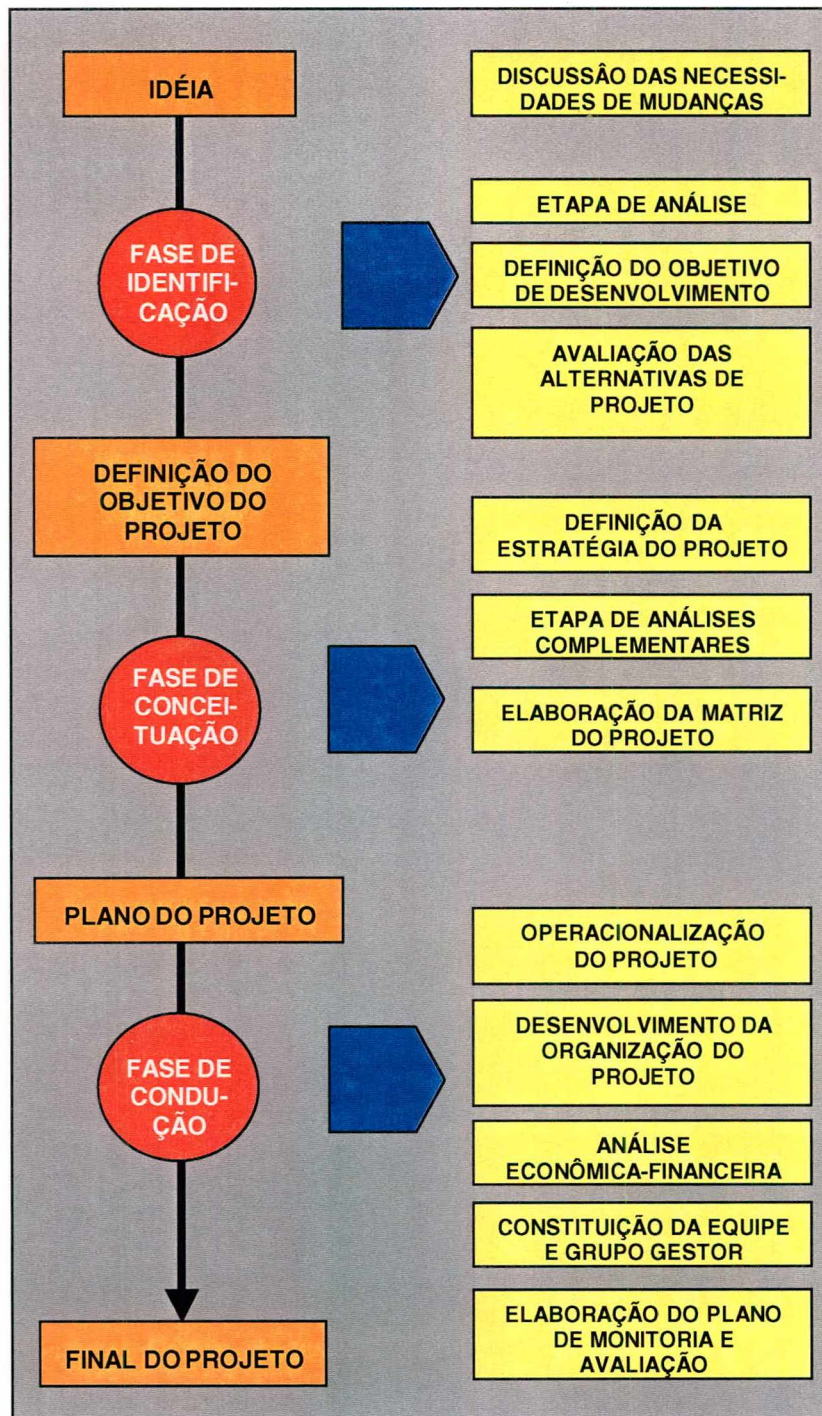 IDÉIA
DISCUSSÂO DAS NECESSI-
DADES DE MUDANÇAS
FASE DE
IDENTIFI-
CAÇÃO
ETAPA DE ANÁLISE
DEFINIÇÃO DO OBJETIVO
DE DESENVOLVIMENTO
AVALIAÇÃO DAS
ALTERNATIVAS DE
PROJETO
DEFINIÇÃO DO
OBJETIVO DO
PROJETO
DEFINIÇÃO DA
ESTRATÉGIA DO PROJETO
FASE DE
CONCEI-
TUAÇÃO
ETAPA DE ANÁLISES
COMPLEMENTARES
ELABORAÇÃO DA MATRIZ
DO PROJETO
PLANO DO PROJETO
OPERACIONALIZAÇÃO
DO PROJETO
FASE DE
CONDU-
ÇÃO
DESENVOLVIMENTO DA
ORGANIZAÇÃO DO
PROJETO
ANÁLISE
ECONÔMICA-FINANCEIRA
CONSTITUIÇÃO DA EQUIPE
E GRUPO GESTOR
FINAL DO PROJETO
ELABORAÇÃO DO PLANO
DE MONITORIA E
AVALIAÇÃO